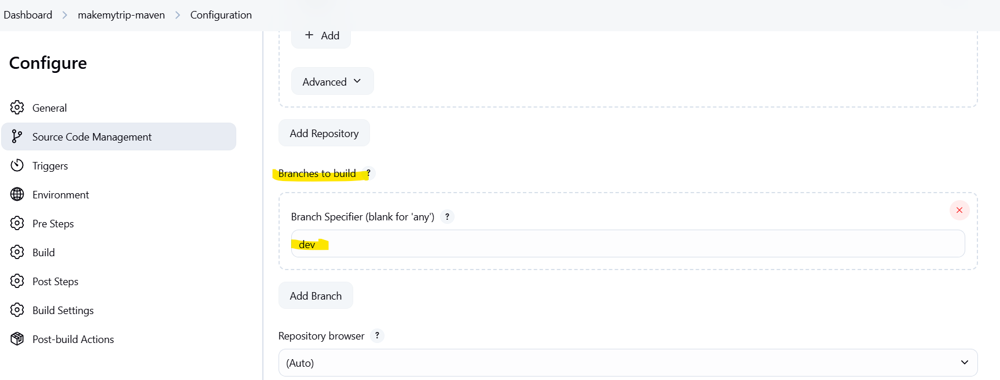 Dashboard > makemytrip-maven > Configuration
Configure
General
Source Code Management
Triggers
Environment
Pre Steps
Build
Post Steps
Build Settings
Post-build Actions
+ Add
Advanced
Add Repository
Branches to build ?
Branch Specifier (blank for 'any') ?
dev
Add Branch
Repository browser ?
(Auto)